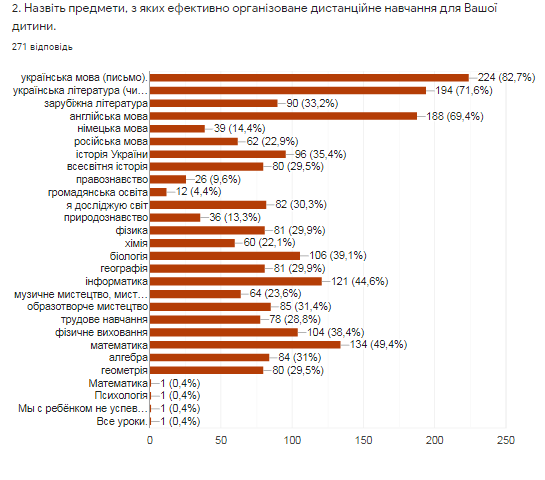 2. Назвіть предмети, з яких ефективно організоване дистанційне навчання для Вашої
дитини.
271 відповідь
українська мова (письмо). 224 (82,7%)
українська література (чи... 194 (71,6%)
зарубіжна література 90 (33,2%)
англійська мова 188 (69,4%)
німецька мова 39 (14,4%)
російська мова 62 (22,9%)
історія України 96 (35,4%)
всесвітня історія 80 (29,5%)
правознавство 26 (9,6%)
громадянська освіта 12 (4,4%)
я досліджую світ 82 (30,3%)
природознавство 36 (13,3%)
фізика 81 (29,9%)
хімія 60 (22,1%)
біологія 106 (39,1%)
географія 81 (29,9%)
інформатика 121 (44,6%)
музичне мистецтво, мист... 64 (23,6%)
образотворче мистецтво 85 (31,4%)
трудове навчання 78 (28,8%)
фізичне виховання 104 (38,4%)
математика 134 (49,4%)
алгебра 84 (31%)
геометрія 80 (29,5%)
Математика 1 (0,4%)
Психологія 1 (0,4%)
Мы с ребёнком не успев... 1 (0,4%)
Все уроки. 1 (0,4%)
0 50 100 150 200 250